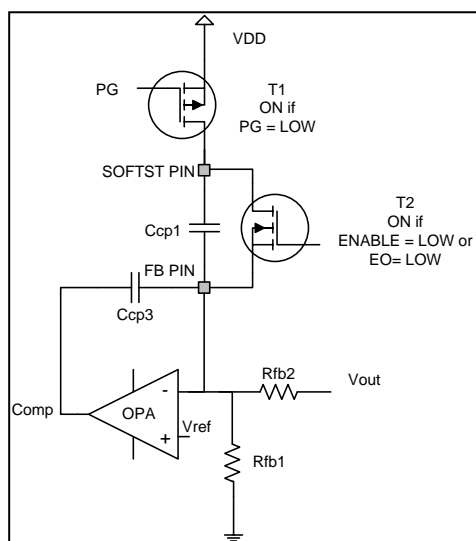 VDD
PG
T1
ON if
PG = LOW
SOFTST PIN
T2
ON if
ENABLE = LOW or
EO= LOW
Ccp1
FB PIN
Ccp3
Rfb2
Vout
Comp
OPA
-
Vref
+
Rfb1